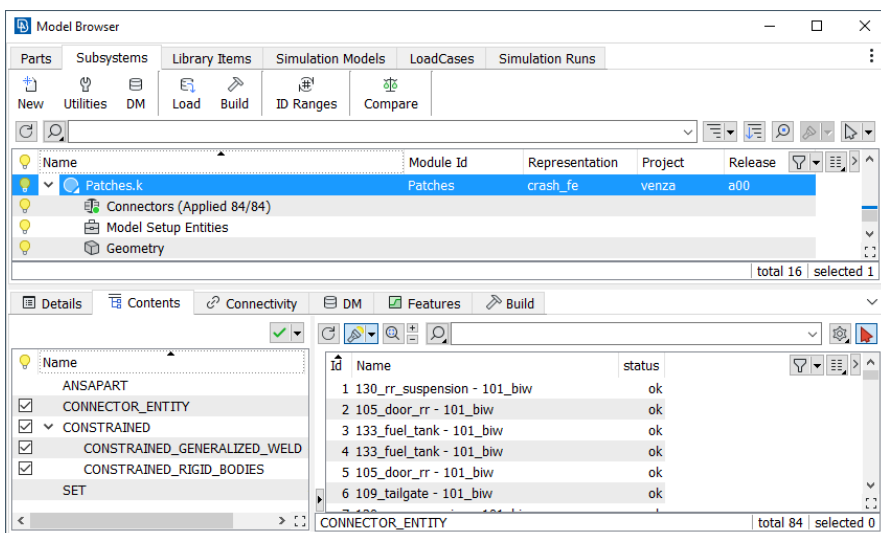 Model Browser
Parts Subsystems Library Items Simulation Models LoadCases Simulation Runs
New Utilities DM Load Build ID Ranges Compare
Name Module Id Representation Project Release
Patches.k Patches crash_fe venza a00
Connectors (Applied 84/84)
Model Setup Entities
Geometry
total 16 selected 1
Details Contents Connectivity DM Features Build
Name
ANSAPART
CONNECTOR_ENTITY
CONSTRAINED
CONSTRAINED_GENERALIZED_WELD
CONSTRAINED_RIGID_BODIES
SET
Id Name status
1 130_rr_suspension - 101_biw ok
2 105_door_rr - 101_biw ok
3 133_fuel_tank - 101_biw ok
4 133_fuel_tank - 101_biw ok
5 105_door_rr - 101_biw ok
6 109_tailgate - 101_biw ok
CONNECTOR_ENTITY total 84 selected 0